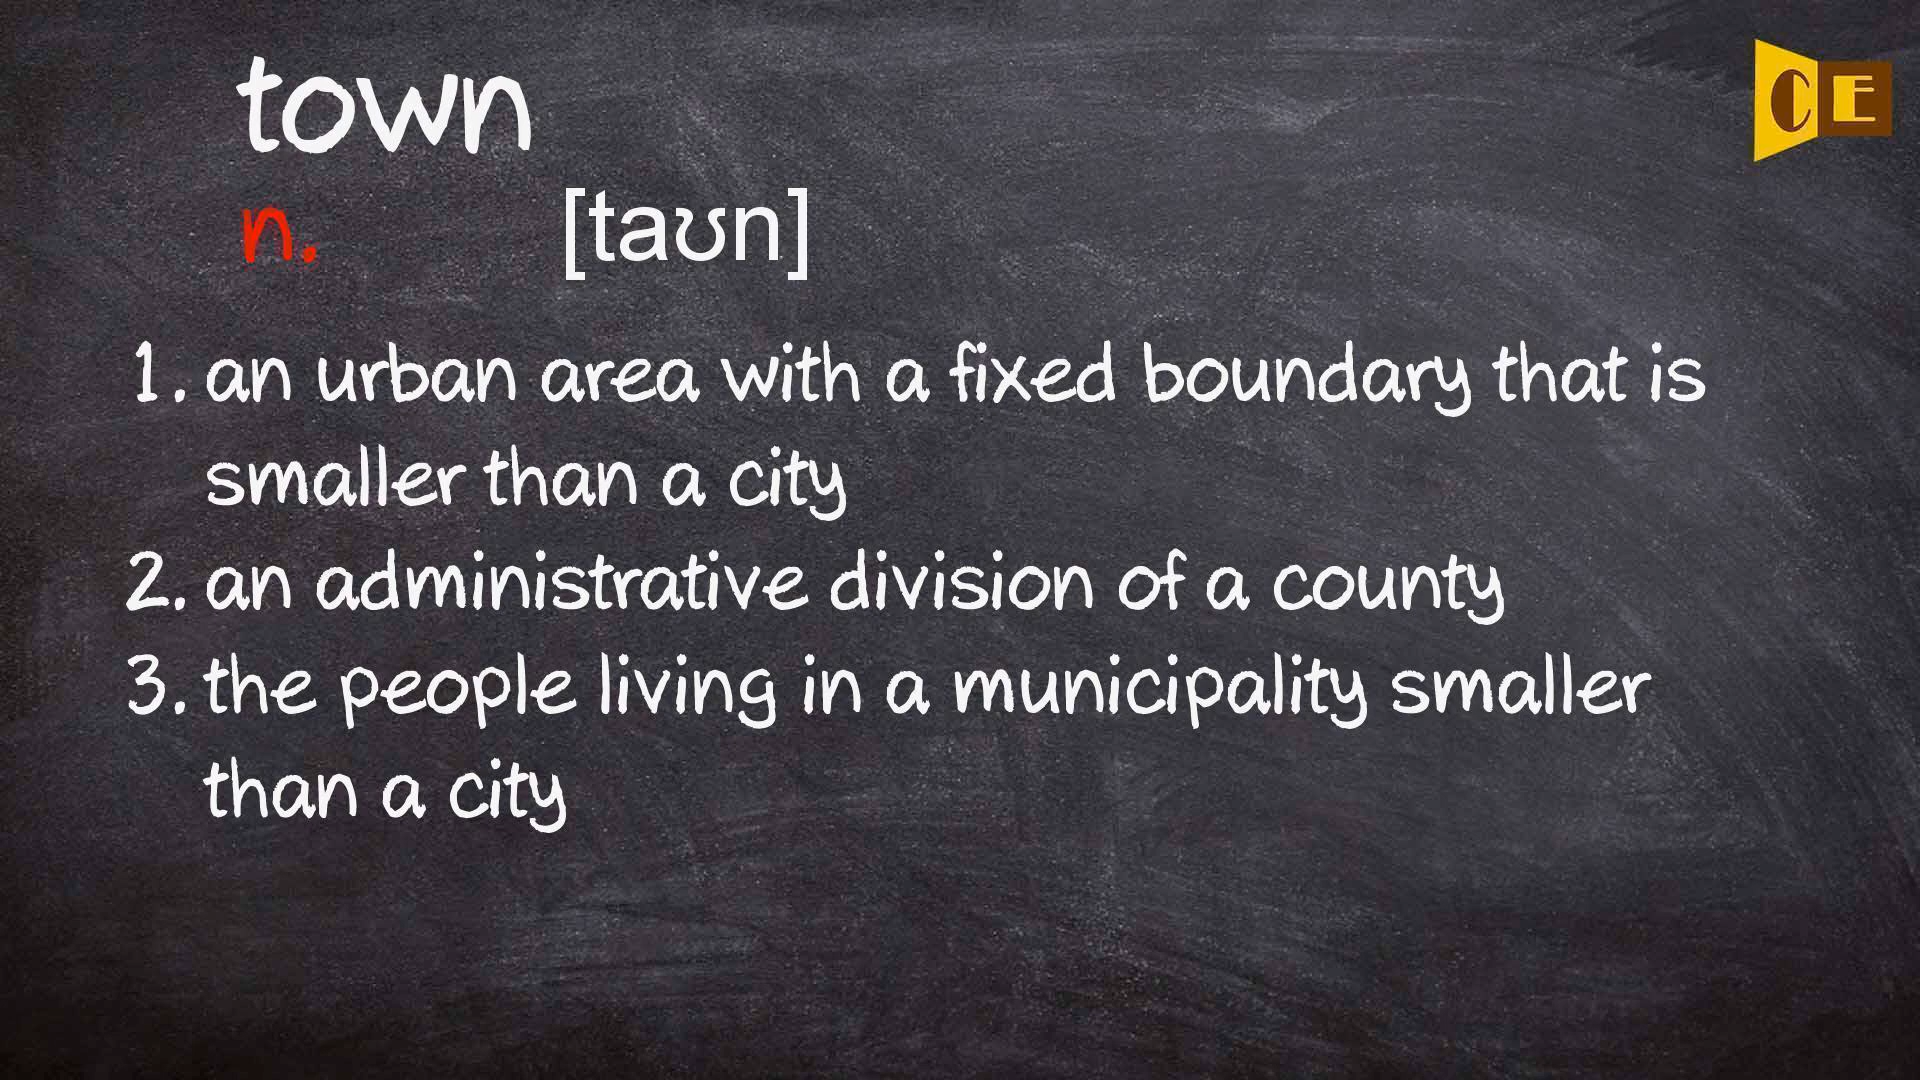 town
CE
n. [taʊn]
1. an urban area with a fixed boundary that is
smaller than a city
2. an administrative division of a county
3. the people living in a municipality smaller
than a city